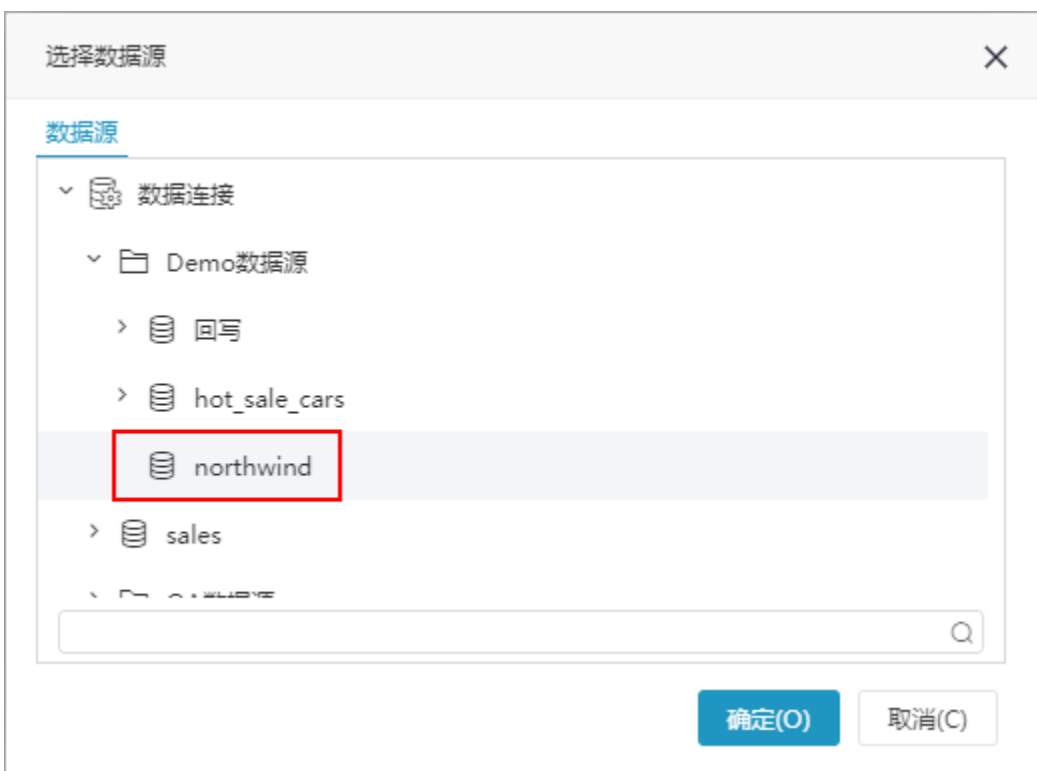 选择数据源
数据源
数据连接
Demo数据源
回写
hot_sale_cars
northwind
sales
确定(O)
取消(C)